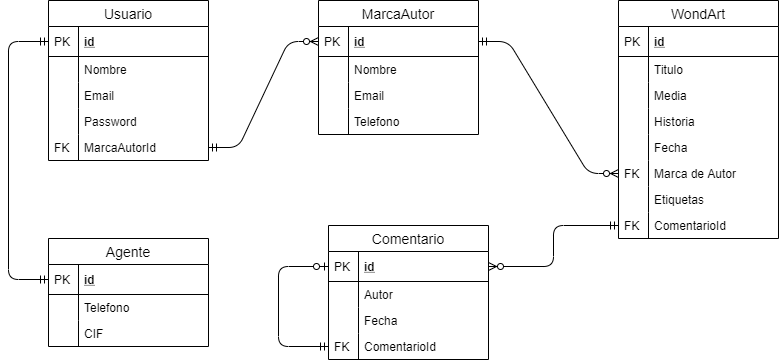 Usuario
PK id
Nombre
Email
Password
FK MarcaAutorId
MarcaAutor
PK id
Nombre
Email
Telefono
WondArt
PK id
Titulo
Media
Historia
Fecha
FK Marca de Autor
Etiquetas
FK ComentarioId
Agente
PK id
Telefono
CIF
Comentario
PK id
Autor
Fecha
FK ComentarioId